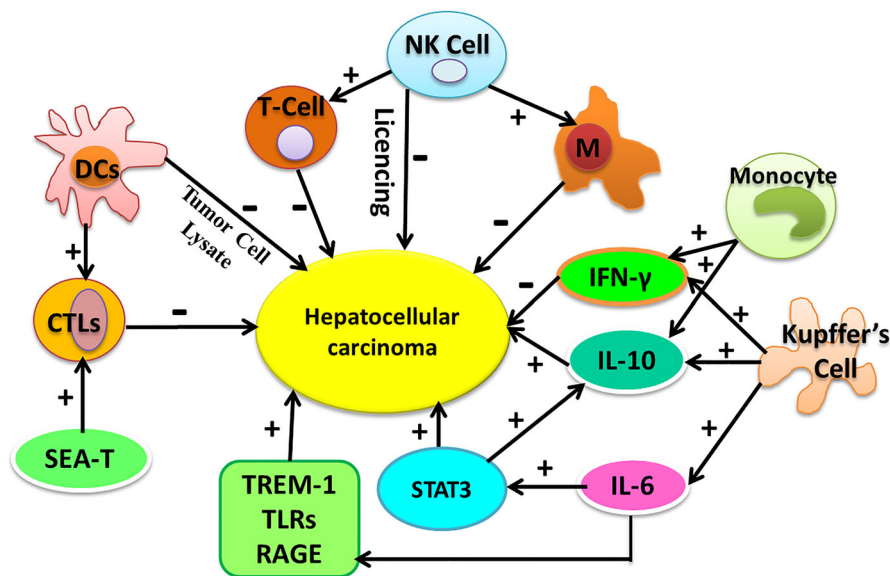 NK Cell
+
T-Cell
+
M
Licencing
-
DCs
Monocyte
Tumor Cell
Lysate
-
-
-
+
+
+
IFN-γ
-
CTLs
-
Hepatocellular
carcinoma
+
Kupffer's
Cell
IL-10
+
+
+
SEA-T
+
+
+
+
+
TREM-1
TLRs
RAGE
STAT3
IL-6